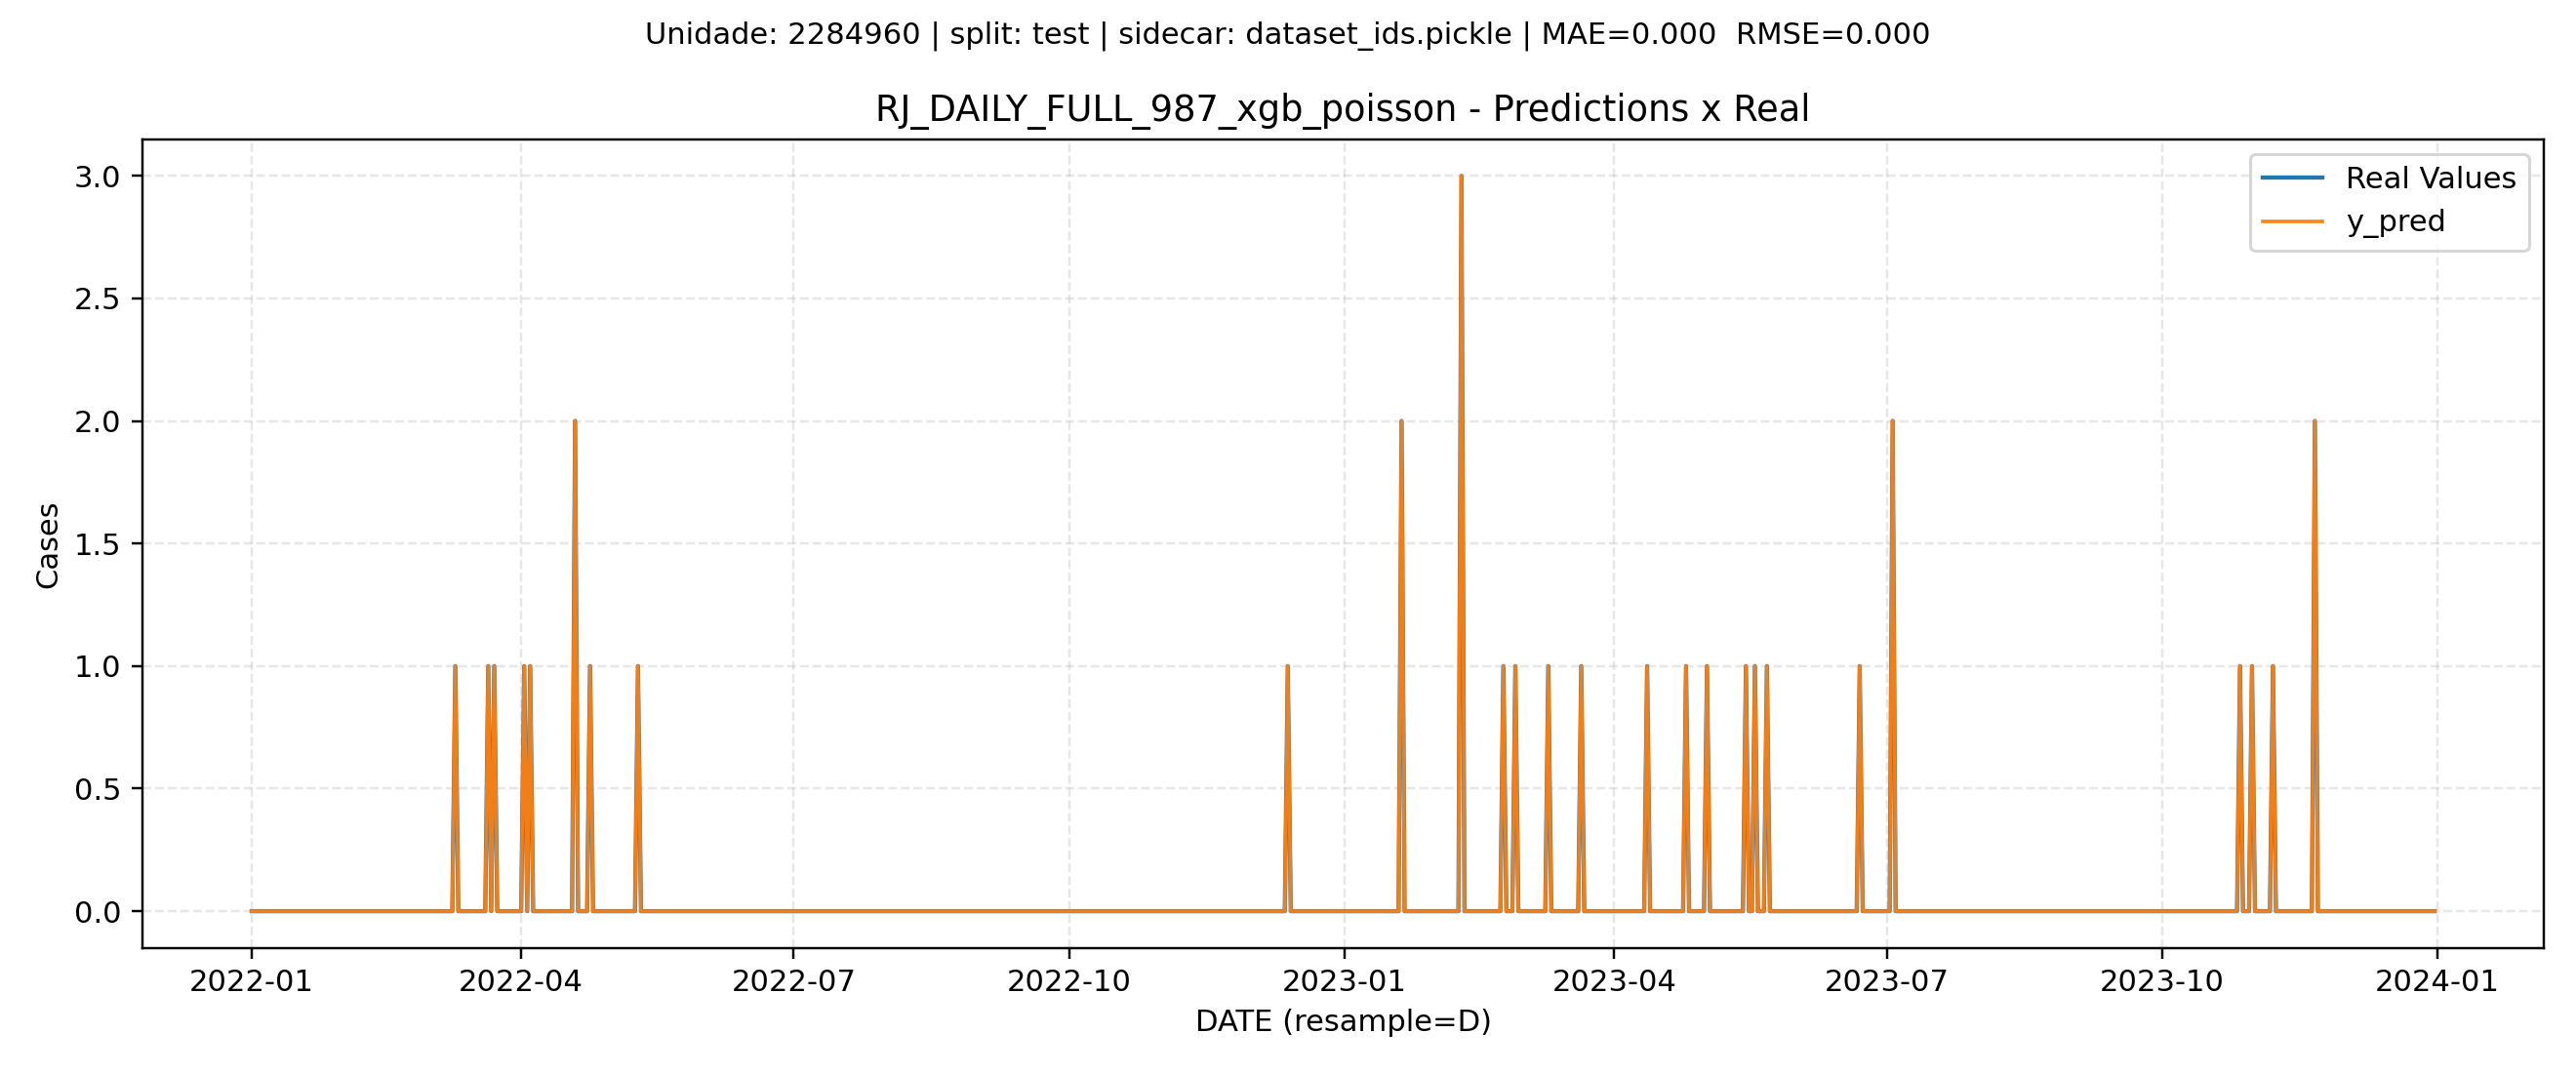 Unidade: 2284960 | split: test | sidecar: dataset_ids.pickle | MAE=0.000  RMSE=0.000
RJ_DAILY_FULL_987_xgb_poisson - Predictions x Real
Real Values
y_pred
3.0
2.5
2.0
1.5
1.0
0.5
0.0
Cases
2022-01 2022-04 2022-07 2022-10 2023-01 2023-04 2023-07 2023-10 2024-01
DATE (resample=D)